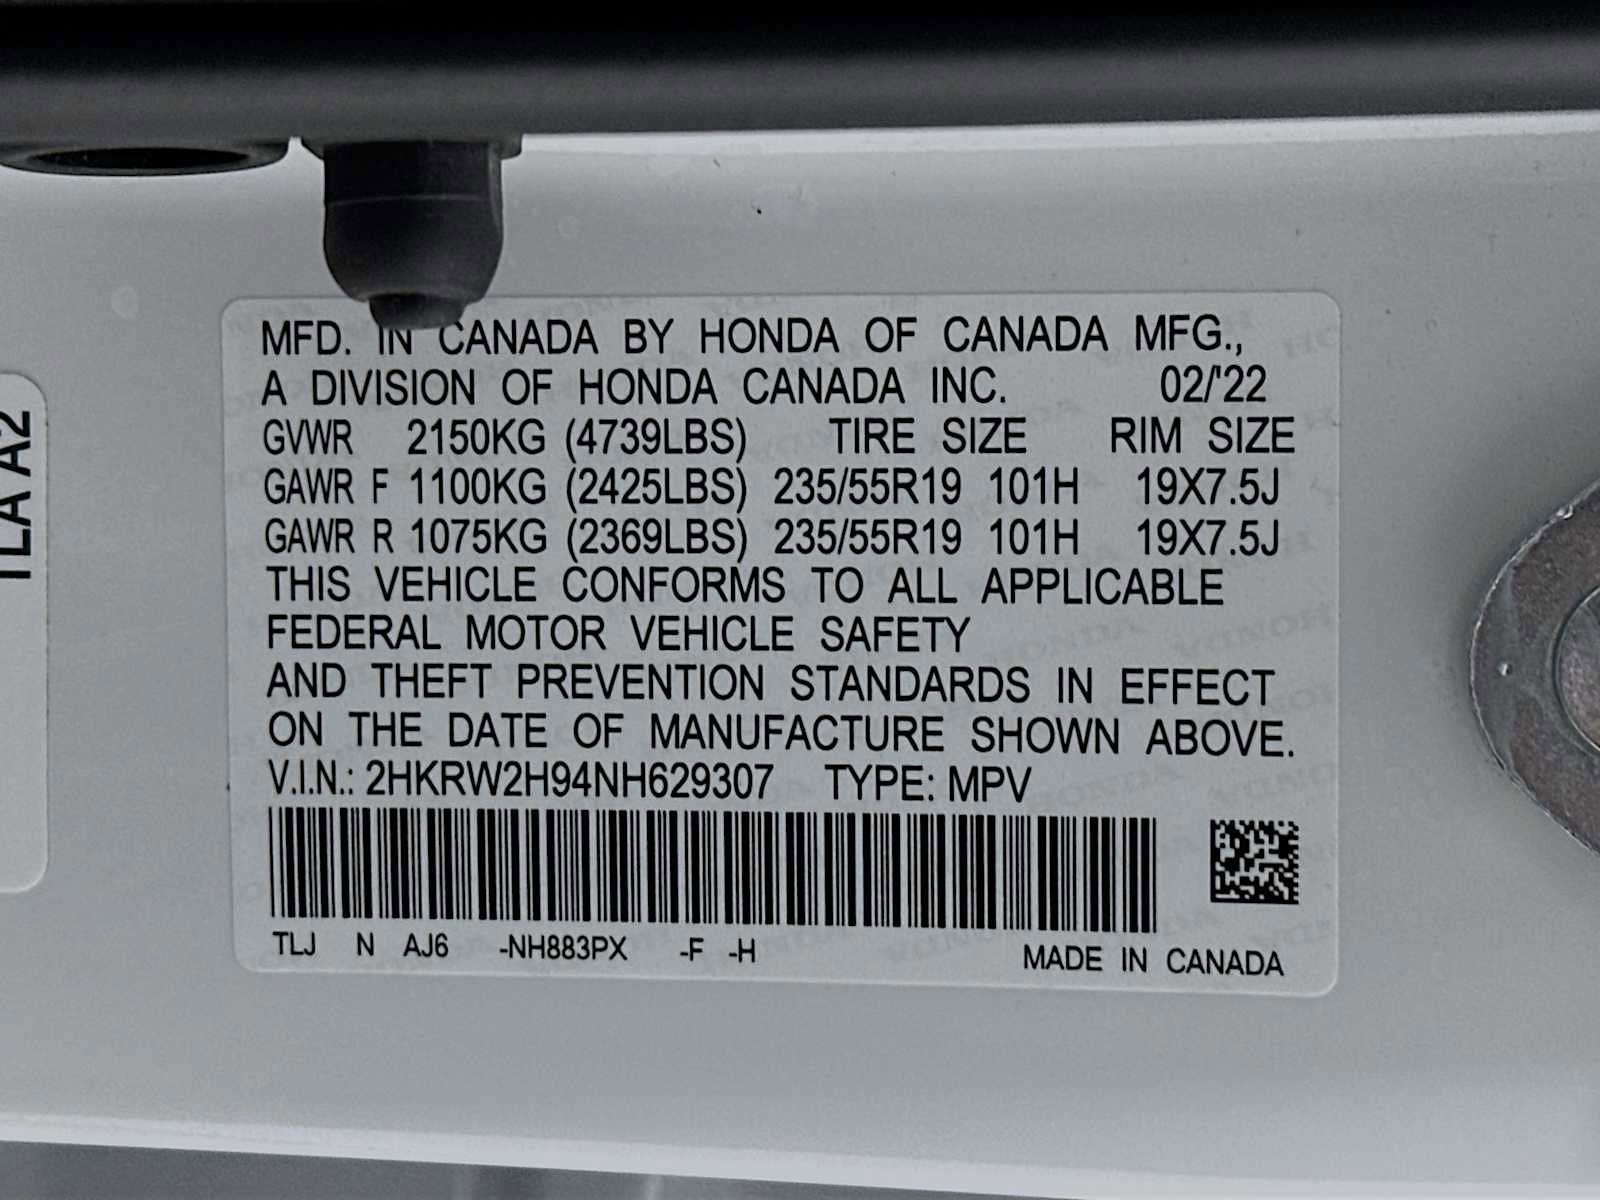 MFD. IN CANADA BY HONDA OF CANADA MFG.,
A DIVISION OF HONDA CANADA INC. 02/'22
GVWR 2150KG (4739LBS) TIRE SIZE RIM SIZE
GAWR F 1100KG (2425LBS) 235/55R19 101H 19X7.5J
GAWR R 1075KG (2369LBS) 235/55R19 101H 19X7.5J
THIS VEHICLE CONFORMS TO ALL APPLICABLE
FEDERAL MOTOR VEHICLE SAFETY
AND THEFT PREVENTION STANDARDS IN EFFECT
ON THE DATE OF MANUFACTURE SHOWN ABOVE.
V.I.N.: 2HKRW2H94NH629307 TYPE: MPV
TLJ N AJ6 -NH883PX -F -H MADE IN CANADA
TLA A2